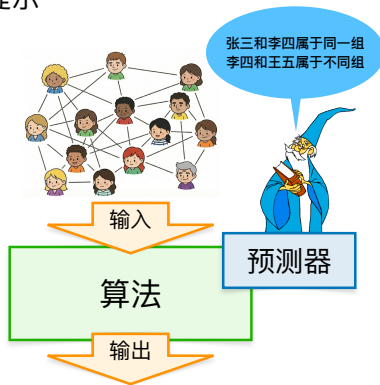 张三和李四属于同一组
李四和王五属于不同组
输入
预测器
算法
输出